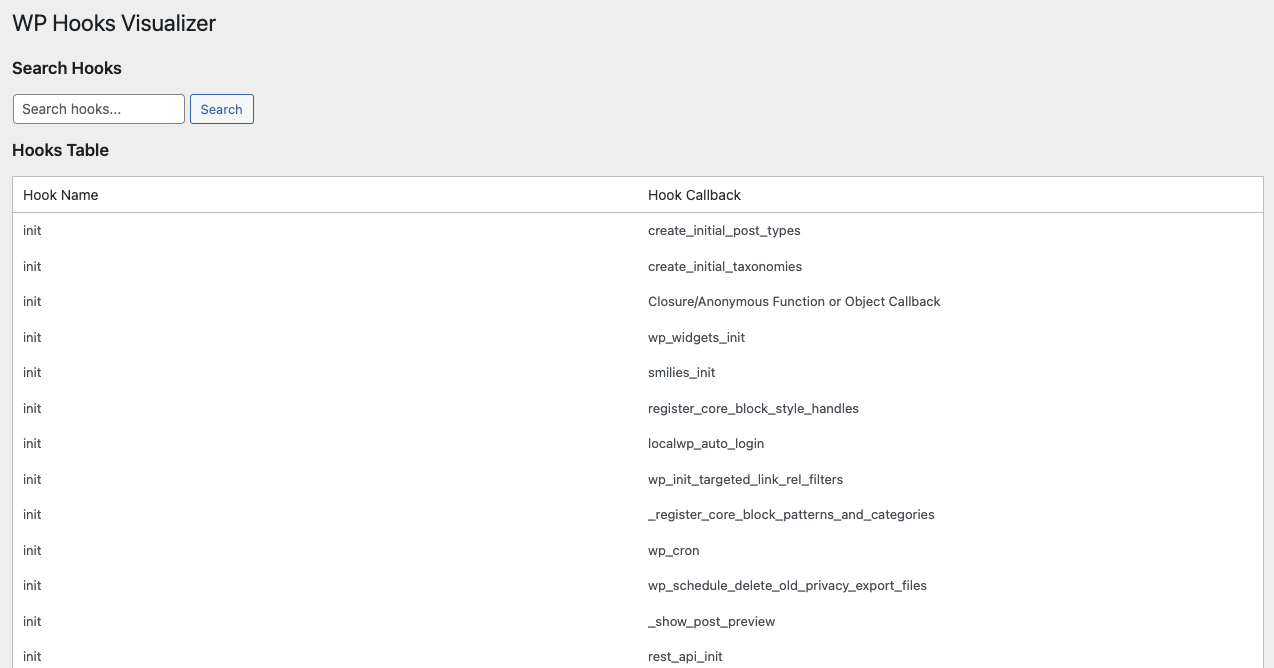 WP Hooks Visualizer
Search Hooks
Search hooks... Search
Hooks Table
Hook Name Hook Callback
init create_initial_post_types
init create_initial_taxonomies
init Closure/Anonymous Function or Object Callback
init wp_widgets_init
init smilies_init
init register_core_block_style_handles
init localwp_auto_login
init wp_init_targeted_link_rel_filters
init _register_core_block_patterns_and_categories
init wp_cron
init wp_schedule_delete_old_privacy_export_files
init _show_post_preview
init rest_api_init